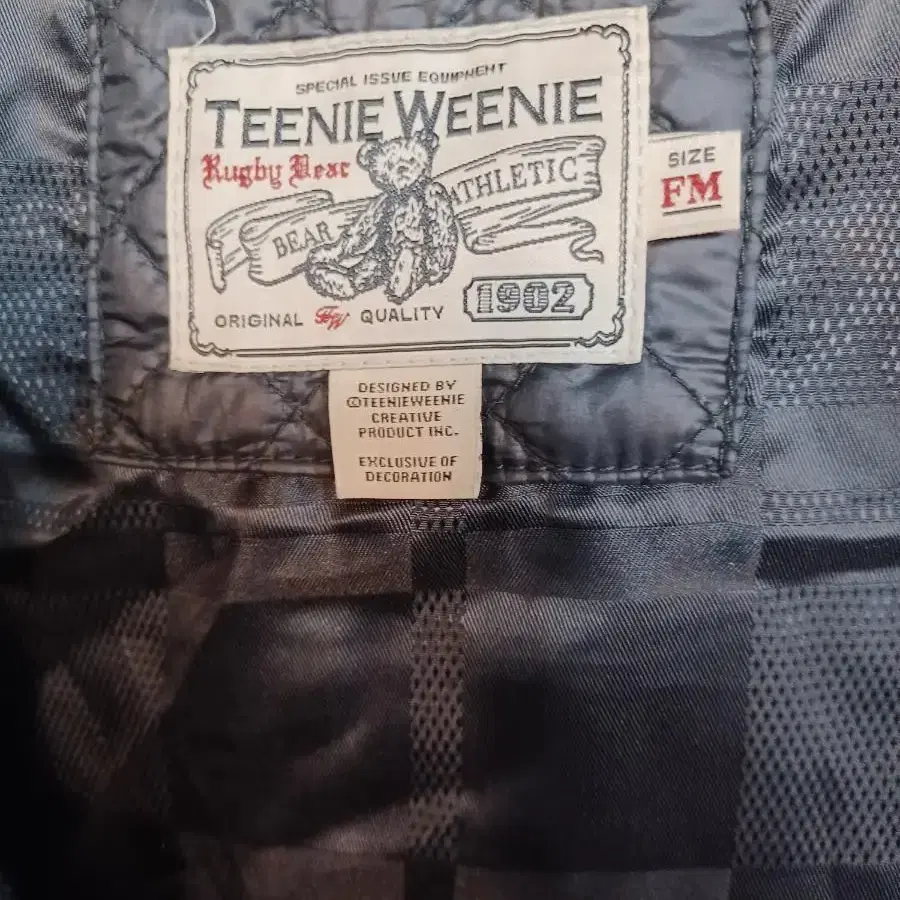 SPECIAL ISSUE EQUIPMENT
TEENIE WEENIE
Rugby Bear
BEAR ATHLETIC
1902
ORIGINAL TW QUALITY
SIZE
FM
DESIGNED BY
©TEENIEWEENIE
CREATIVE
PRODUCT INC.
EXCLUSIVE OF
DECORATION